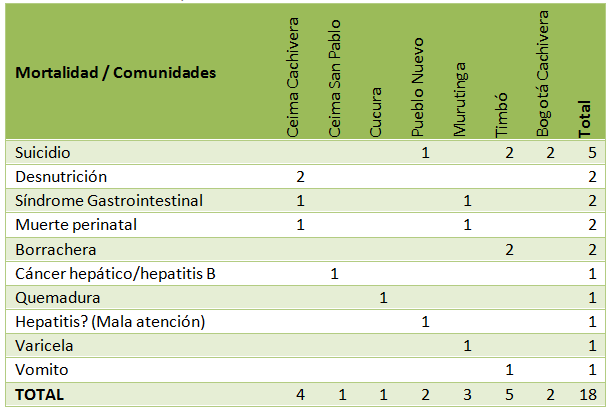 Mortalidad / Comunidades Ceima Cachivera Ceima San Pablo Cucura Pueblo Nuevo Murutinga Timbó Bogotá Cachivera Total
Suicidio 1 2 2 5
Desnutrición 2 2
Síndrome Gastrointestinal 1 1 2
Muerte perinatal 1 1 2
Borrachera 2 2
Cáncer hepático/hepatitis B 1 1
Quemadura 1 1
Hepatitis? (Mala atención) 1 1
Varicela 1 1
Vomito 1 1
TOTAL 4 1 1 2 3 5 2 18